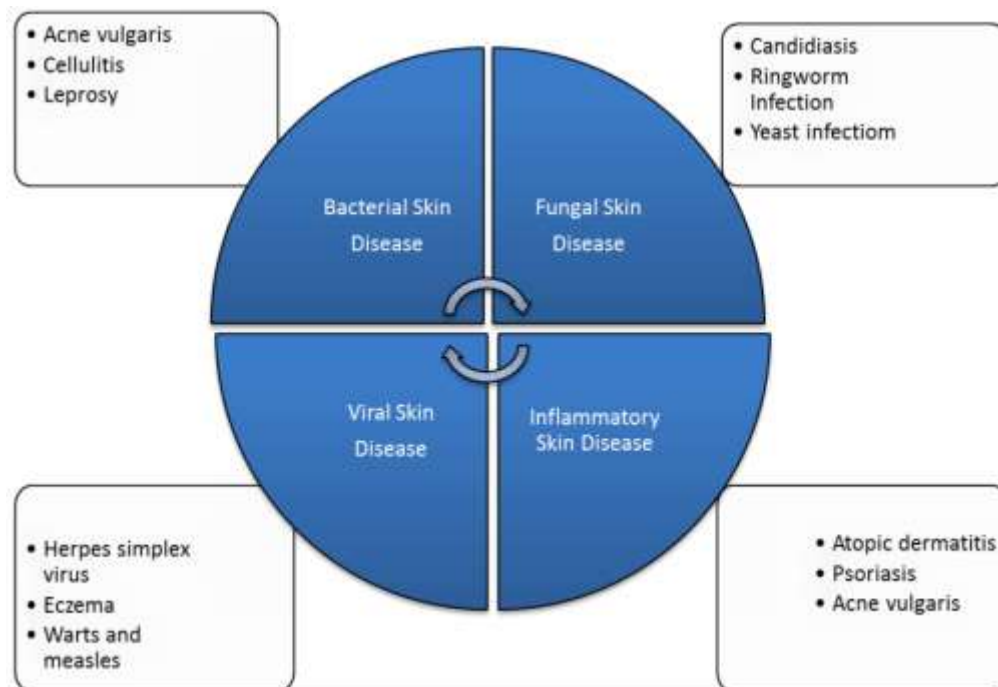 • Acne vulgaris
• Cellulitis
• Leprosy
• Candidiasis
• Ringworm
Infection
• Yeast infectiom
Bacterial Skin
Disease
Fungal Skin
Disease
Viral Skin
Disease
Inflammatory
Skin Disease
• Herpes simplex
virus
• Eczema
• Warts and
measles
• Atopic dermatitis
• Psoriasis
• Acne vulgaris